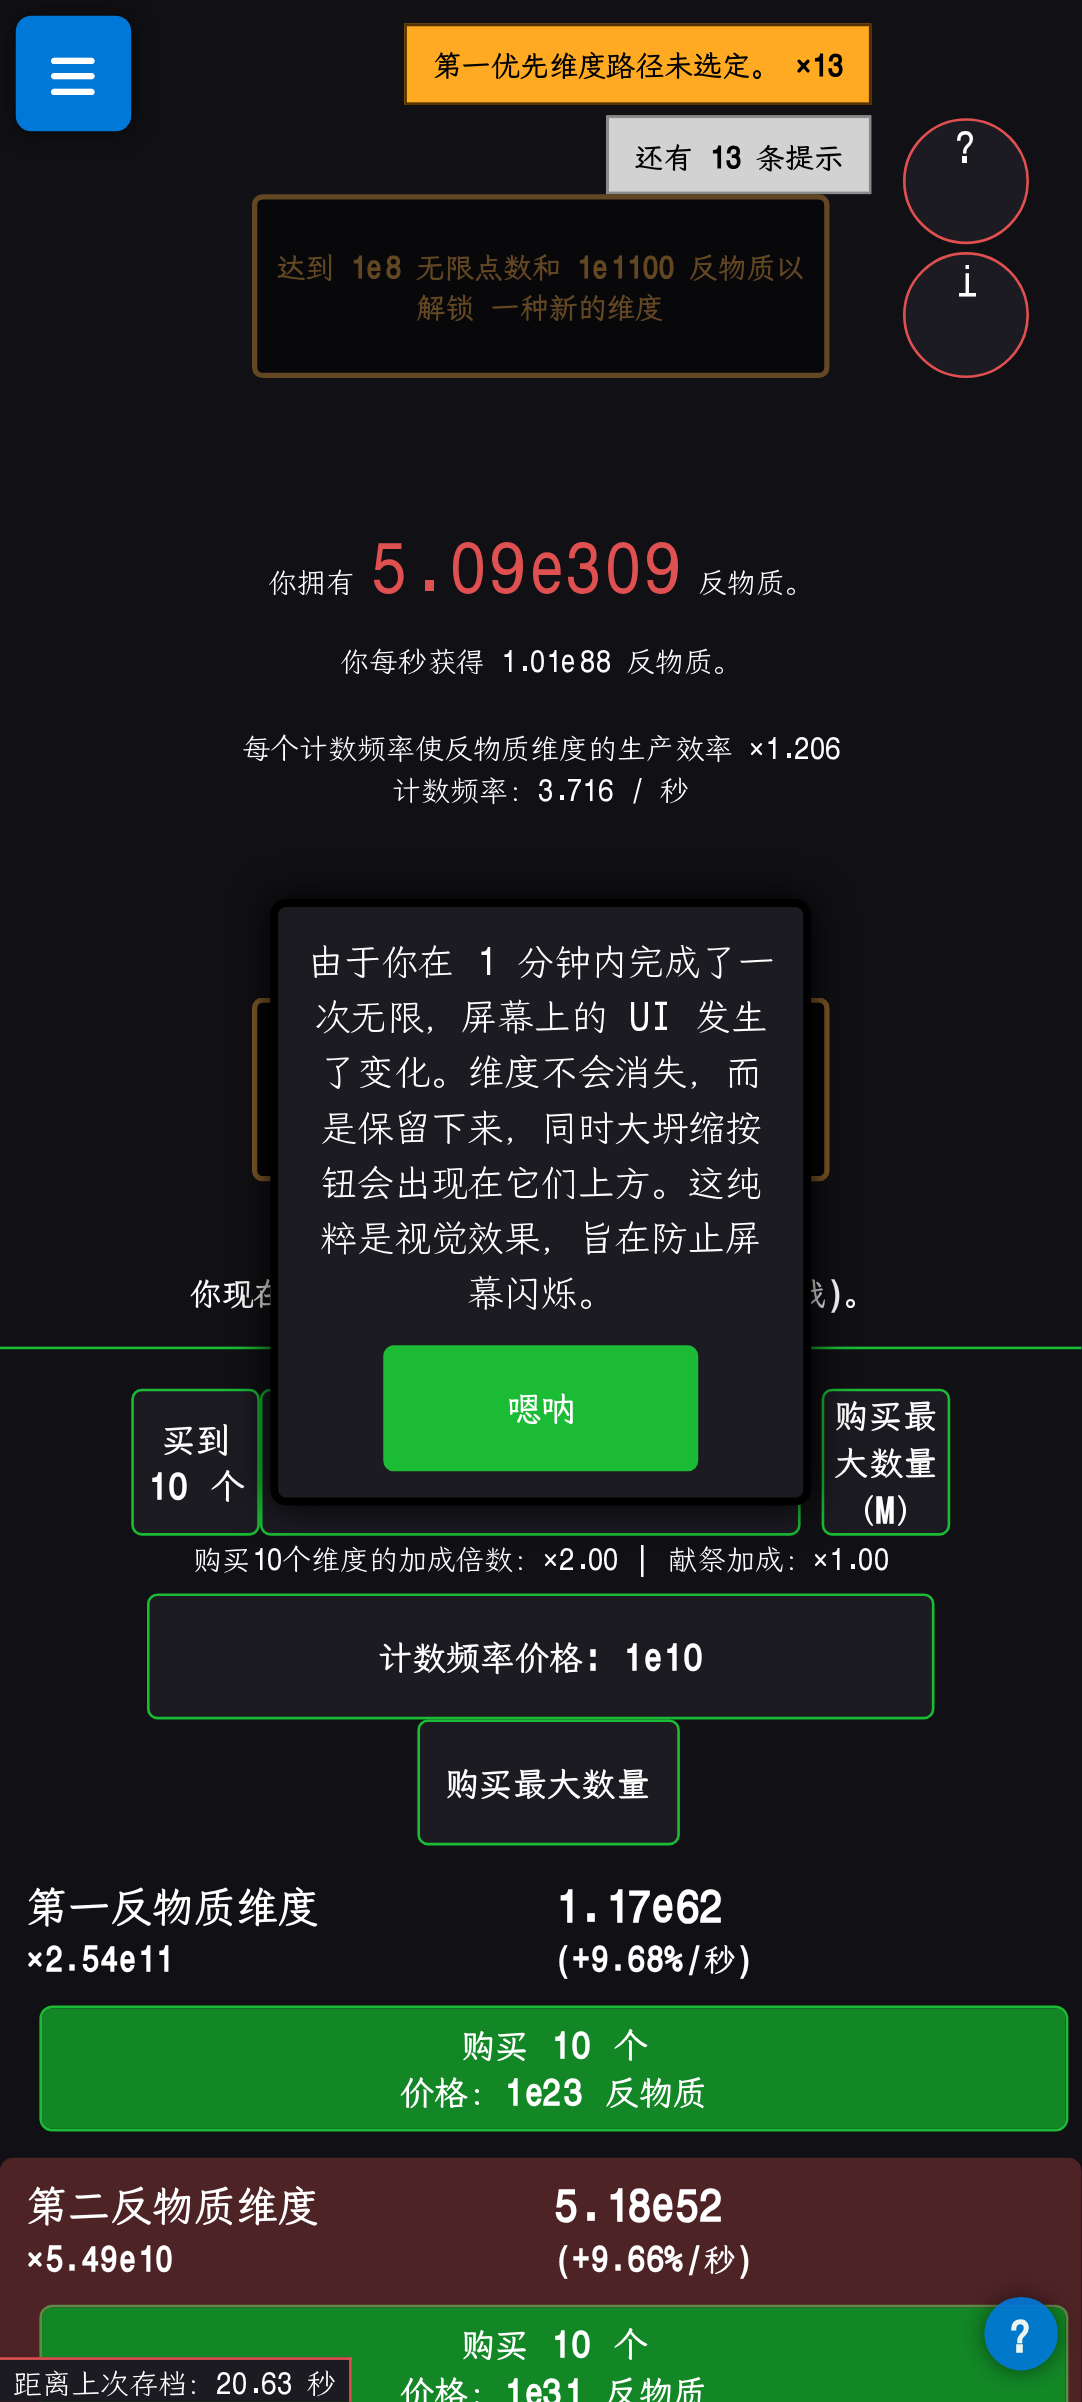 第一优先维度路径未选定。 ×13
还有 13 条提示
?
i
达到 1e8 无限点数和 1e1100 反物质以
解锁 一种新的维度
你拥有 5.09e309 反物质。
你每秒获得 1.01e88 反物质。
每个计数频率使反物质维度的生产效率 ×1.206
计数频率: 3.716 / 秒
由于你在 1 分钟内完成了一
次无限, 屏幕上的 UI 发生
了变化。维度不会消失, 而
是保留下来, 同时大坍缩按
钮会出现在它们上方。这纯
粹是视觉效果, 旨在防止屏
幕闪烁。
嗯呐
你现在 )。
买到
10 个
购买最
大数量
(M)
购买10个维度的加成倍数: ×2.00 | 献祭加成: ×1.00
计数频率价格: 1e10
购买最大数量
第一反物质维度 1.17e62
×2.54e11 (+9.68%/秒)
购买 10 个
价格: 1e23 反物质
第二反物质维度 5.18e52
×5.49e10 (+9.66%/秒)
购买 10 个
价格: 1e31 反物质
?
距离上次存档: 20.63 秒